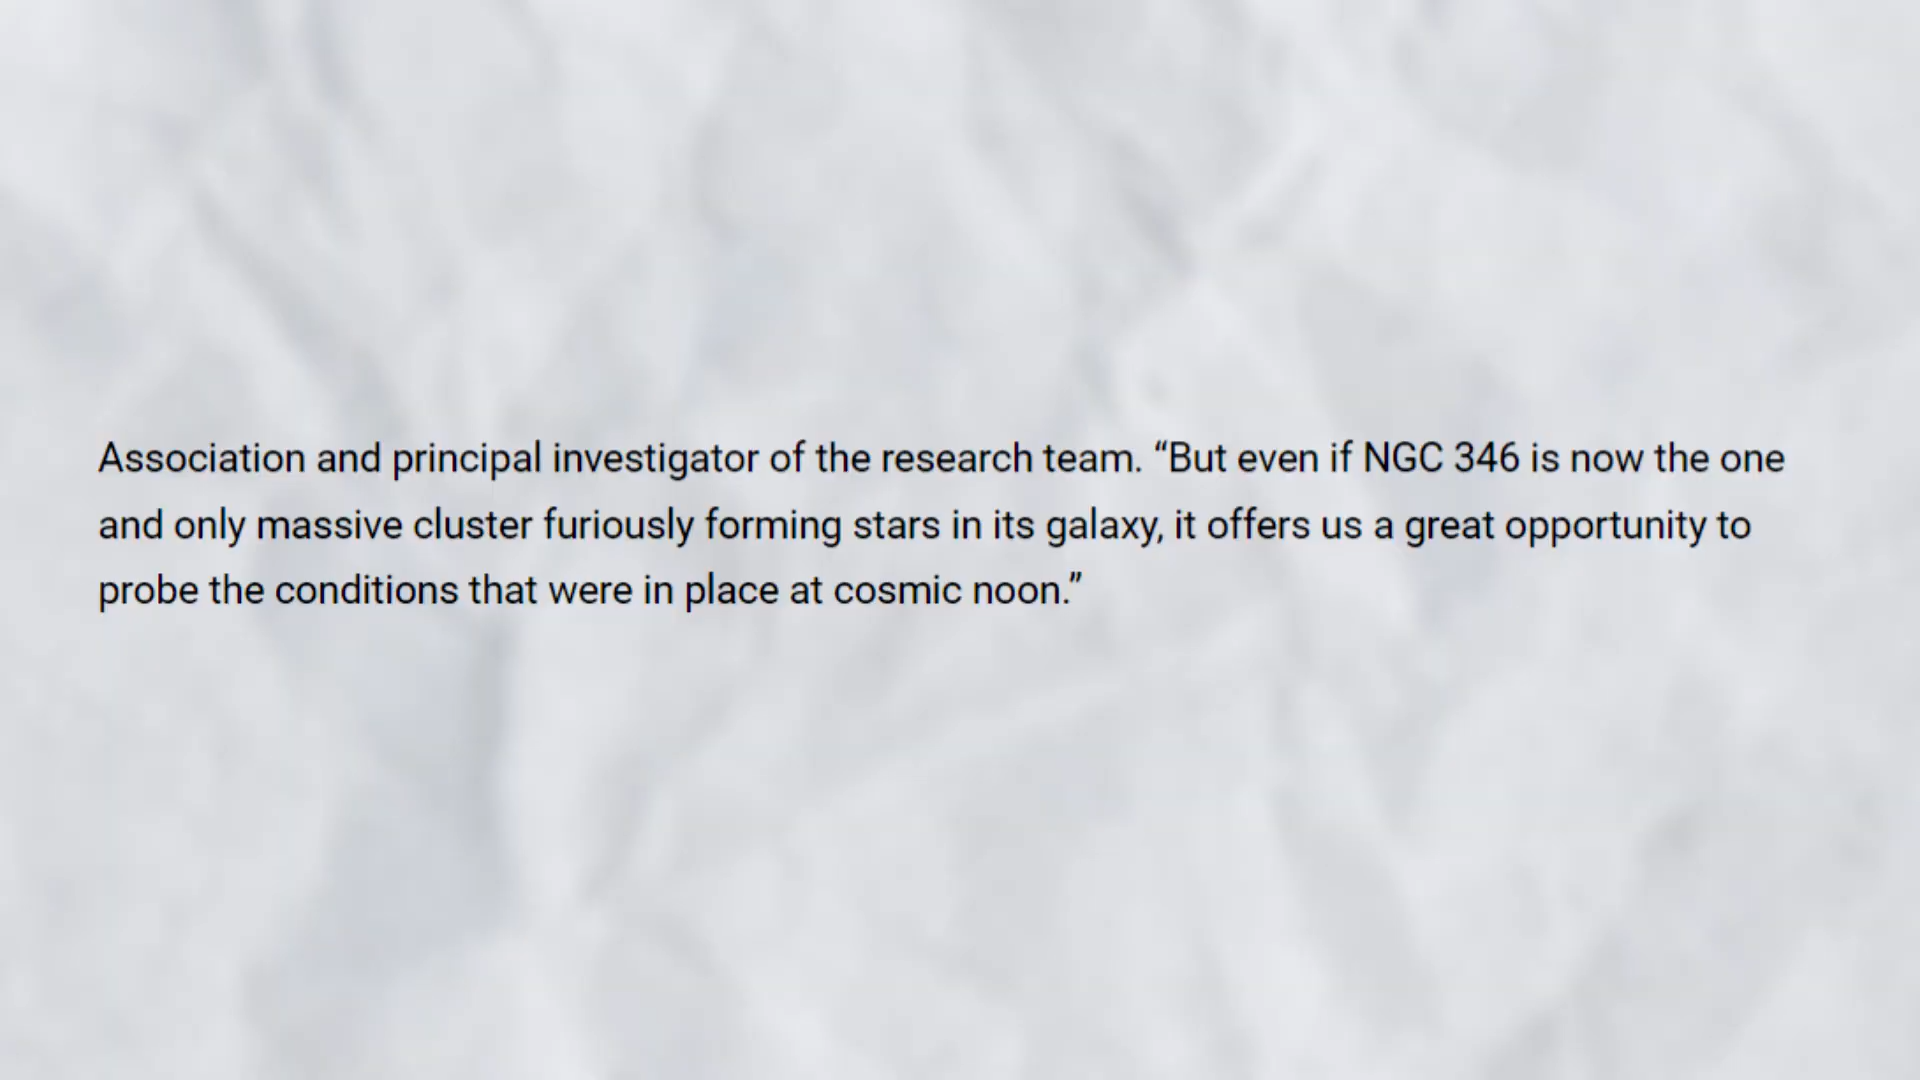 Association and principal investigator of the research team. “But even if NGC 346 is now the one
and only massive cluster furiously forming stars in its galaxy, it offers us a great opportunity to
probe the conditions that were in place at cosmic noon.”